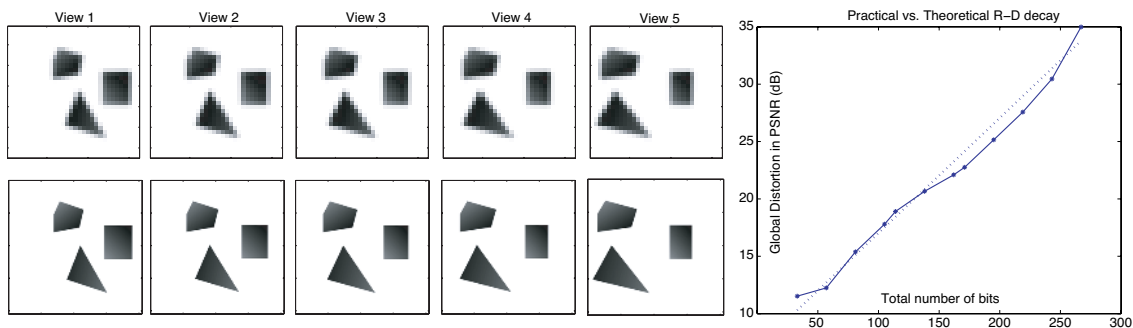 View 1
View 2
View 3
View 4
View 5
Practical vs. Theoretical R−D decay
Global Distortion in PSNR (dB)
35
30
25
20
15
10
Total number of bits
50
100
150
200
250
300